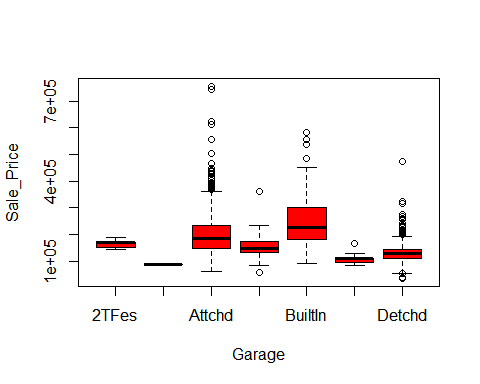 Sale_Price
7e+05
4e+05
1e+05
2TFes Attchd BuiltIn Detchd
Garage